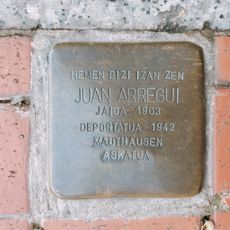 HEMEN BIZI IZAN ZEN
JUAN ARREGUI
JAIOA 1903
DEPORTATUA 1942
MAUTHAUSEN
ASKATUA